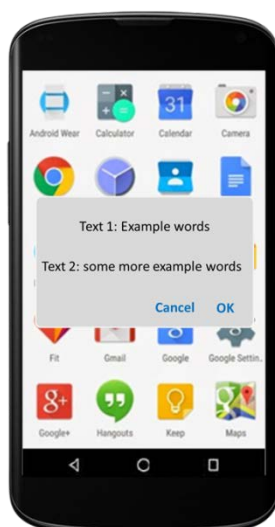 Android Wear Calculator Calendar Camera
31
Text 1: Example words
Text 2: some more example words
Cancel OK
Fit Gmail Google Google Settin..
8+
Google+ Hangouts Keep Maps